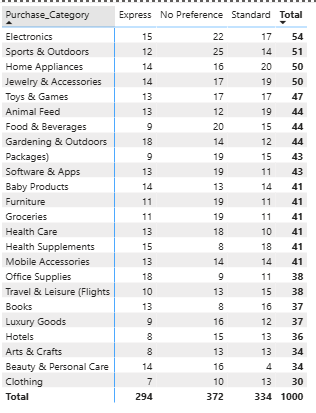 Purchase_Category Express No Preference Standard Total
Electronics 15 22 17 54
Sports & Outdoors 12 25 14 51
Home Appliances 14 16 20 50
Jewelry & Accessories 14 17 19 50
Toys & Games 13 17 17 47
Animal Feed 13 12 19 44
Food & Beverages 9 20 15 44
Gardening & Outdoors 18 14 12 44
Packages) 9 19 15 43
Software & Apps 13 19 11 43
Baby Products 14 13 14 41
Furniture 11 19 11 41
Groceries 11 19 11 41
Health Care 13 18 10 41
Health Supplements 15 8 18 41
Mobile Accessories 13 14 14 41
Office Supplies 18 9 11 38
Travel & Leisure (Flights 10 13 15 38
Books 13 8 16 37
Luxury Goods 9 16 12 37
Hotels 8 15 13 36
Arts & Crafts 8 13 13 34
Beauty & Personal Care 14 16 4 34
Clothing 7 10 13 30
Total 294 372 334 1000